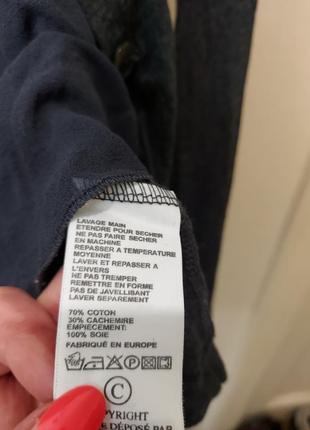 LAVAGE MAIN.
ETENDRE POUR SECHER
NE PAS FAIRE SECHER
EN MACHINE
REPASSER A TEMPERATURE
MOYENNE
LAVER ET REPASSER A
L'ENVERS
NE PAS TREMPER
REMETTRE EN FORME
PAS DE JAVELLISANT
LAVER SEPAREMENT
70% COTON
30% CACHEMIRE
EMPIECEMENT:
100% SOIE
FABRIQUÉ EN EUROPE
©
PYRIGHT
E DÉPOSÉ PAR